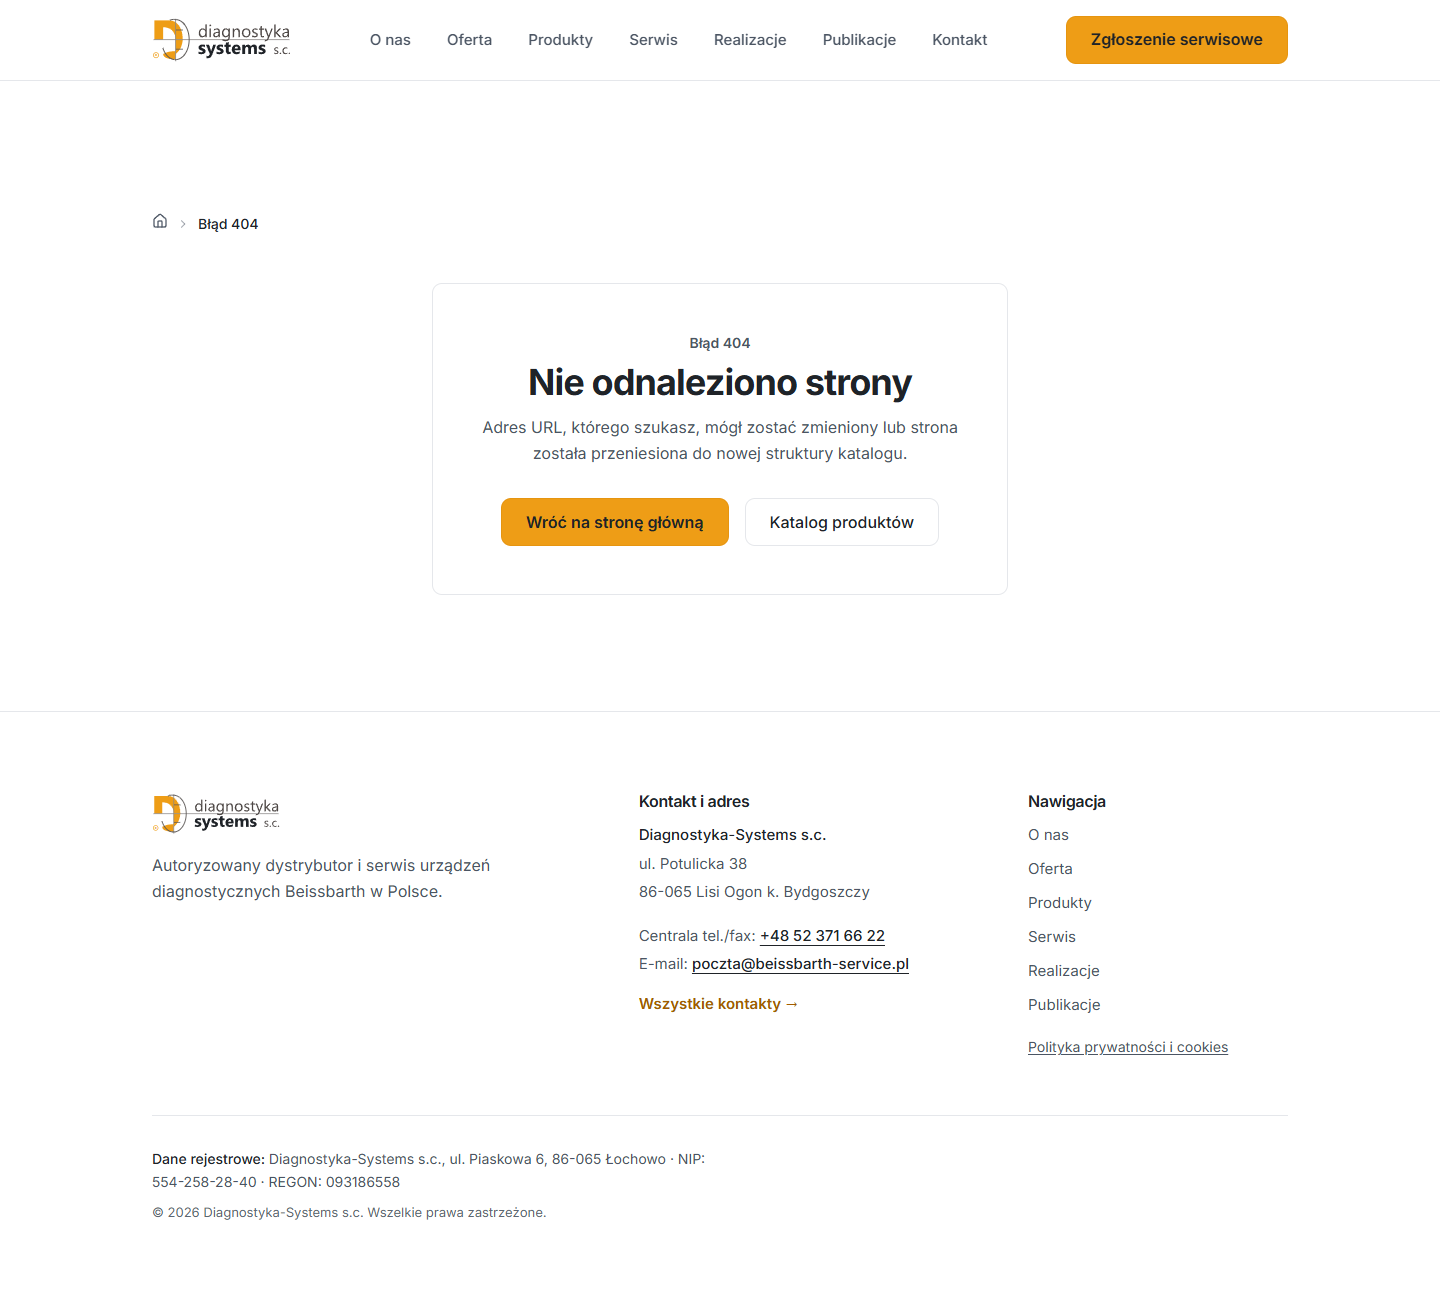 diagnostyka
systems s.c.
O nas
Oferta
Produkty
Serwis
Realizacje
Publikacje
Kontakt
Zgłoszenie serwisowe
Błąd 404
Błąd 404
Nie odnaleziono strony
Adres URL, którego szukasz, mógł zostać zmieniony lub strona
została przeniesiona do nowej struktury katalogu.
Wróć na stronę główną
Katalog produktów
diagnostyka
systems s.c.
Autoryzowany dystrybutor i serwis urządzeń
diagnostycznych Beissbarth w Polsce.
Kontakt i adres
Diagnostyka-Systems s.c.
ul. Potulicka 38
86-065 Lisi Ogon k. Bydgoszczy
Centrala tel./fax: +48 52 371 66 22
E-mail: poczta@beissbarth-service.pl
Wszystkie kontakty →
Nawigacja
O nas
Oferta
Produkty
Serwis
Realizacje
Publikacje
Polityka prywatności i cookies
Dane rejestrowe: Diagnostyka-Systems s.c., ul. Piaskowa 6, 86-065 Łochowo · NIP:
554-258-28-40 · REGON: 093186558
© 2026 Diagnostyka-Systems s.c. Wszelkie prawa zastrzeżone.